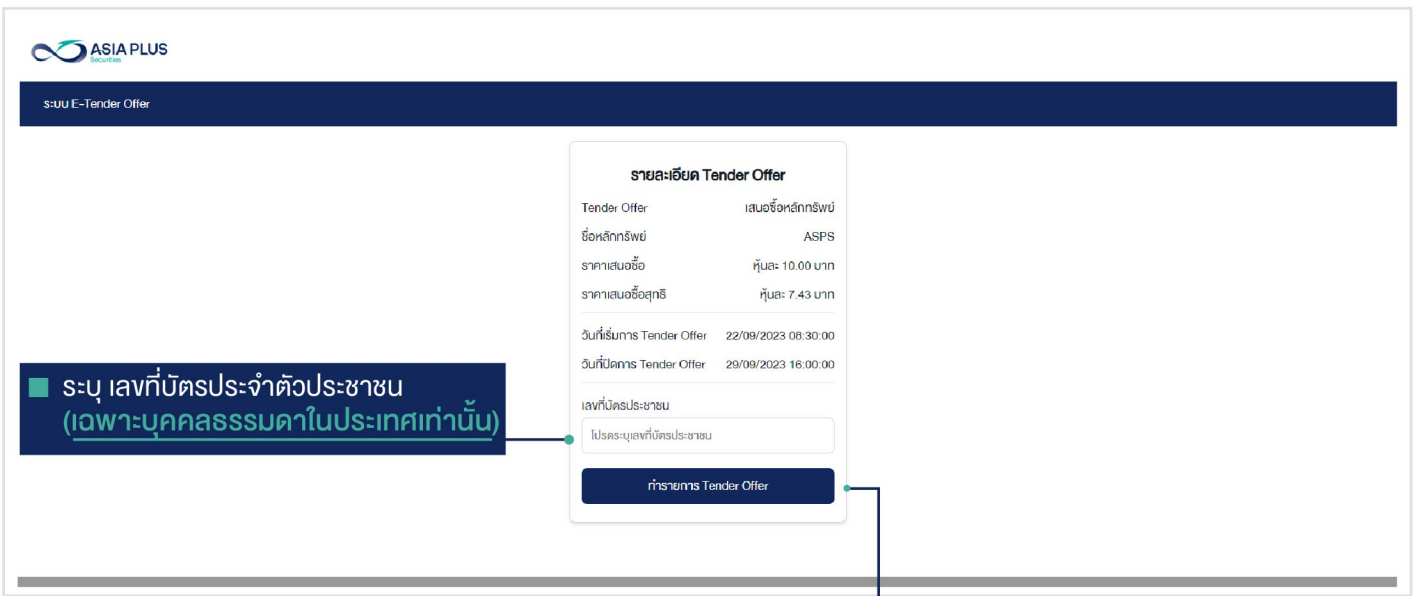 ASIA PLUS
Securities
ระบบ E-Tender Offer
รายละเอียด Tender Offer
Tender Offer เสนอซื้อหลักทรัพย์
ชื่อหลักทรัพย์ ASPS
ราคาเสนอซื้อ หุ้นละ 10.00 บาท
ราคาเสนอซื้อสุทธิ หุ้นละ 7.43 บาท
วันที่เริ่มการ Tender Offer 22/09/2023 08:30:00
วันที่ปิดการ Tender Offer 29/09/2023 16:00:00
ระบุ เลขที่บัตรประจำตัวประชาชน
(เฉพาะบุคคลธรรมดาในประเทศเท่านั้น)
เลขที่บัตรประชาชน
โปรดระบุเลขที่บัตรประชาชน
ทำรายการ Tender Offer